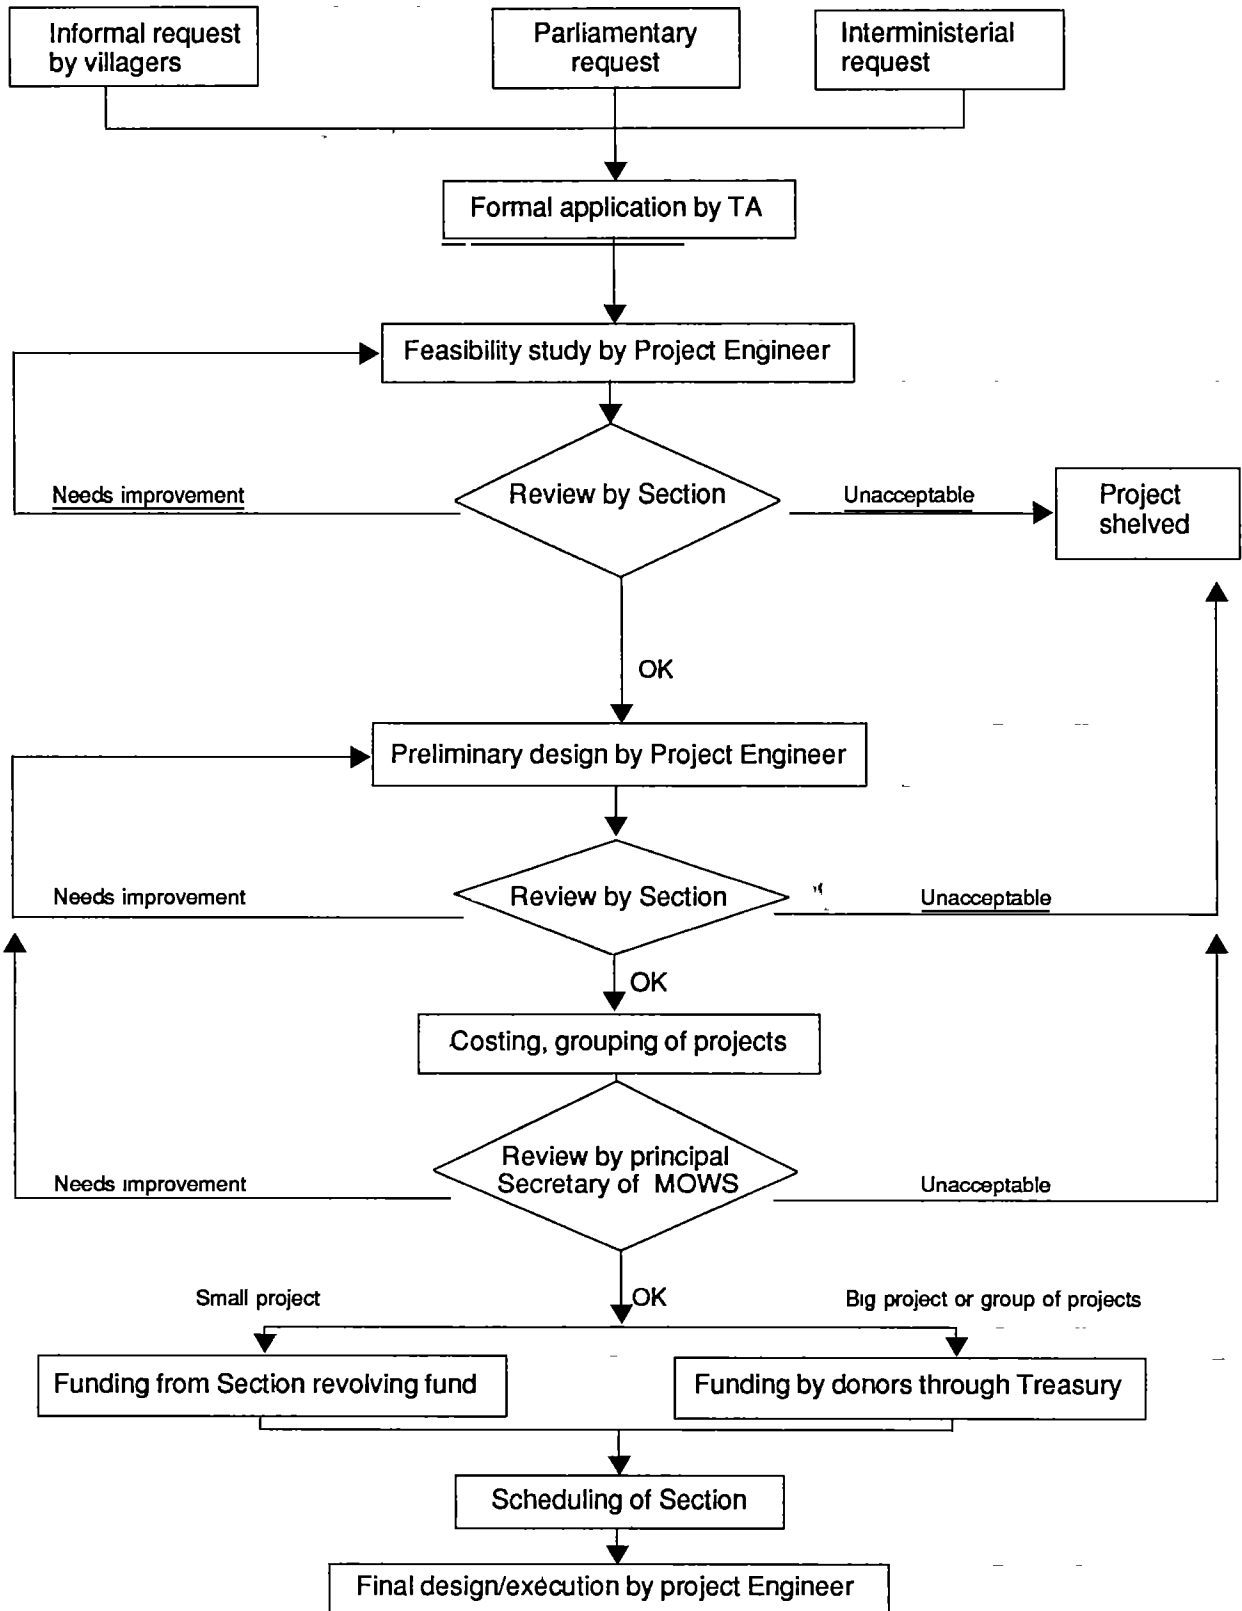 Informal request
by villagers
Parliamentary
request
Interministerial
request
Formal application by TA
Feasibility study by Project Engineer
Needs improvement
Review by Section
Unacceptable
Project
shelved
OK
Preliminary design by Project Engineer
Needs improvement
Review by Section
Unacceptable
OK
Costing, grouping of projects
Review by principal
Secretary of MOWS
Needs improvement
Unacceptable
OK
Small project
Big project or group of projects
Funding from Section revolving fund
Funding by donors through Treasury
Scheduling of Section
Final design/execution by project Engineer